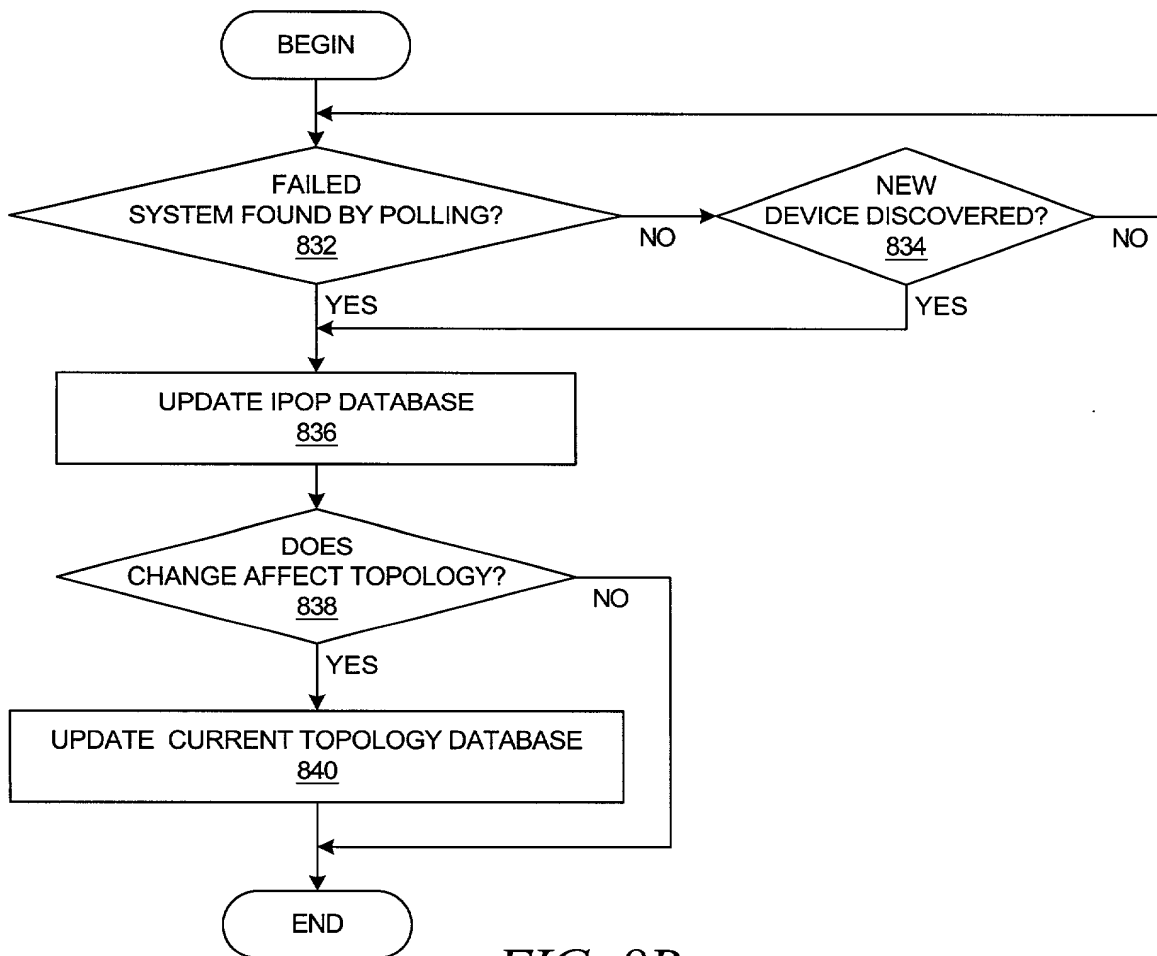 BEGIN
FAILED
SYSTEM FOUND BY POLLING?
832
NO
YES
NEW
DEVICE DISCOVERED?
834
NO
YES
UPDATE IPOP DATABASE
836
DOES
CHANGE AFFECT TOPOLOGY?
838
NO
YES
UPDATE CURRENT TOPOLOGY DATABASE
840
END